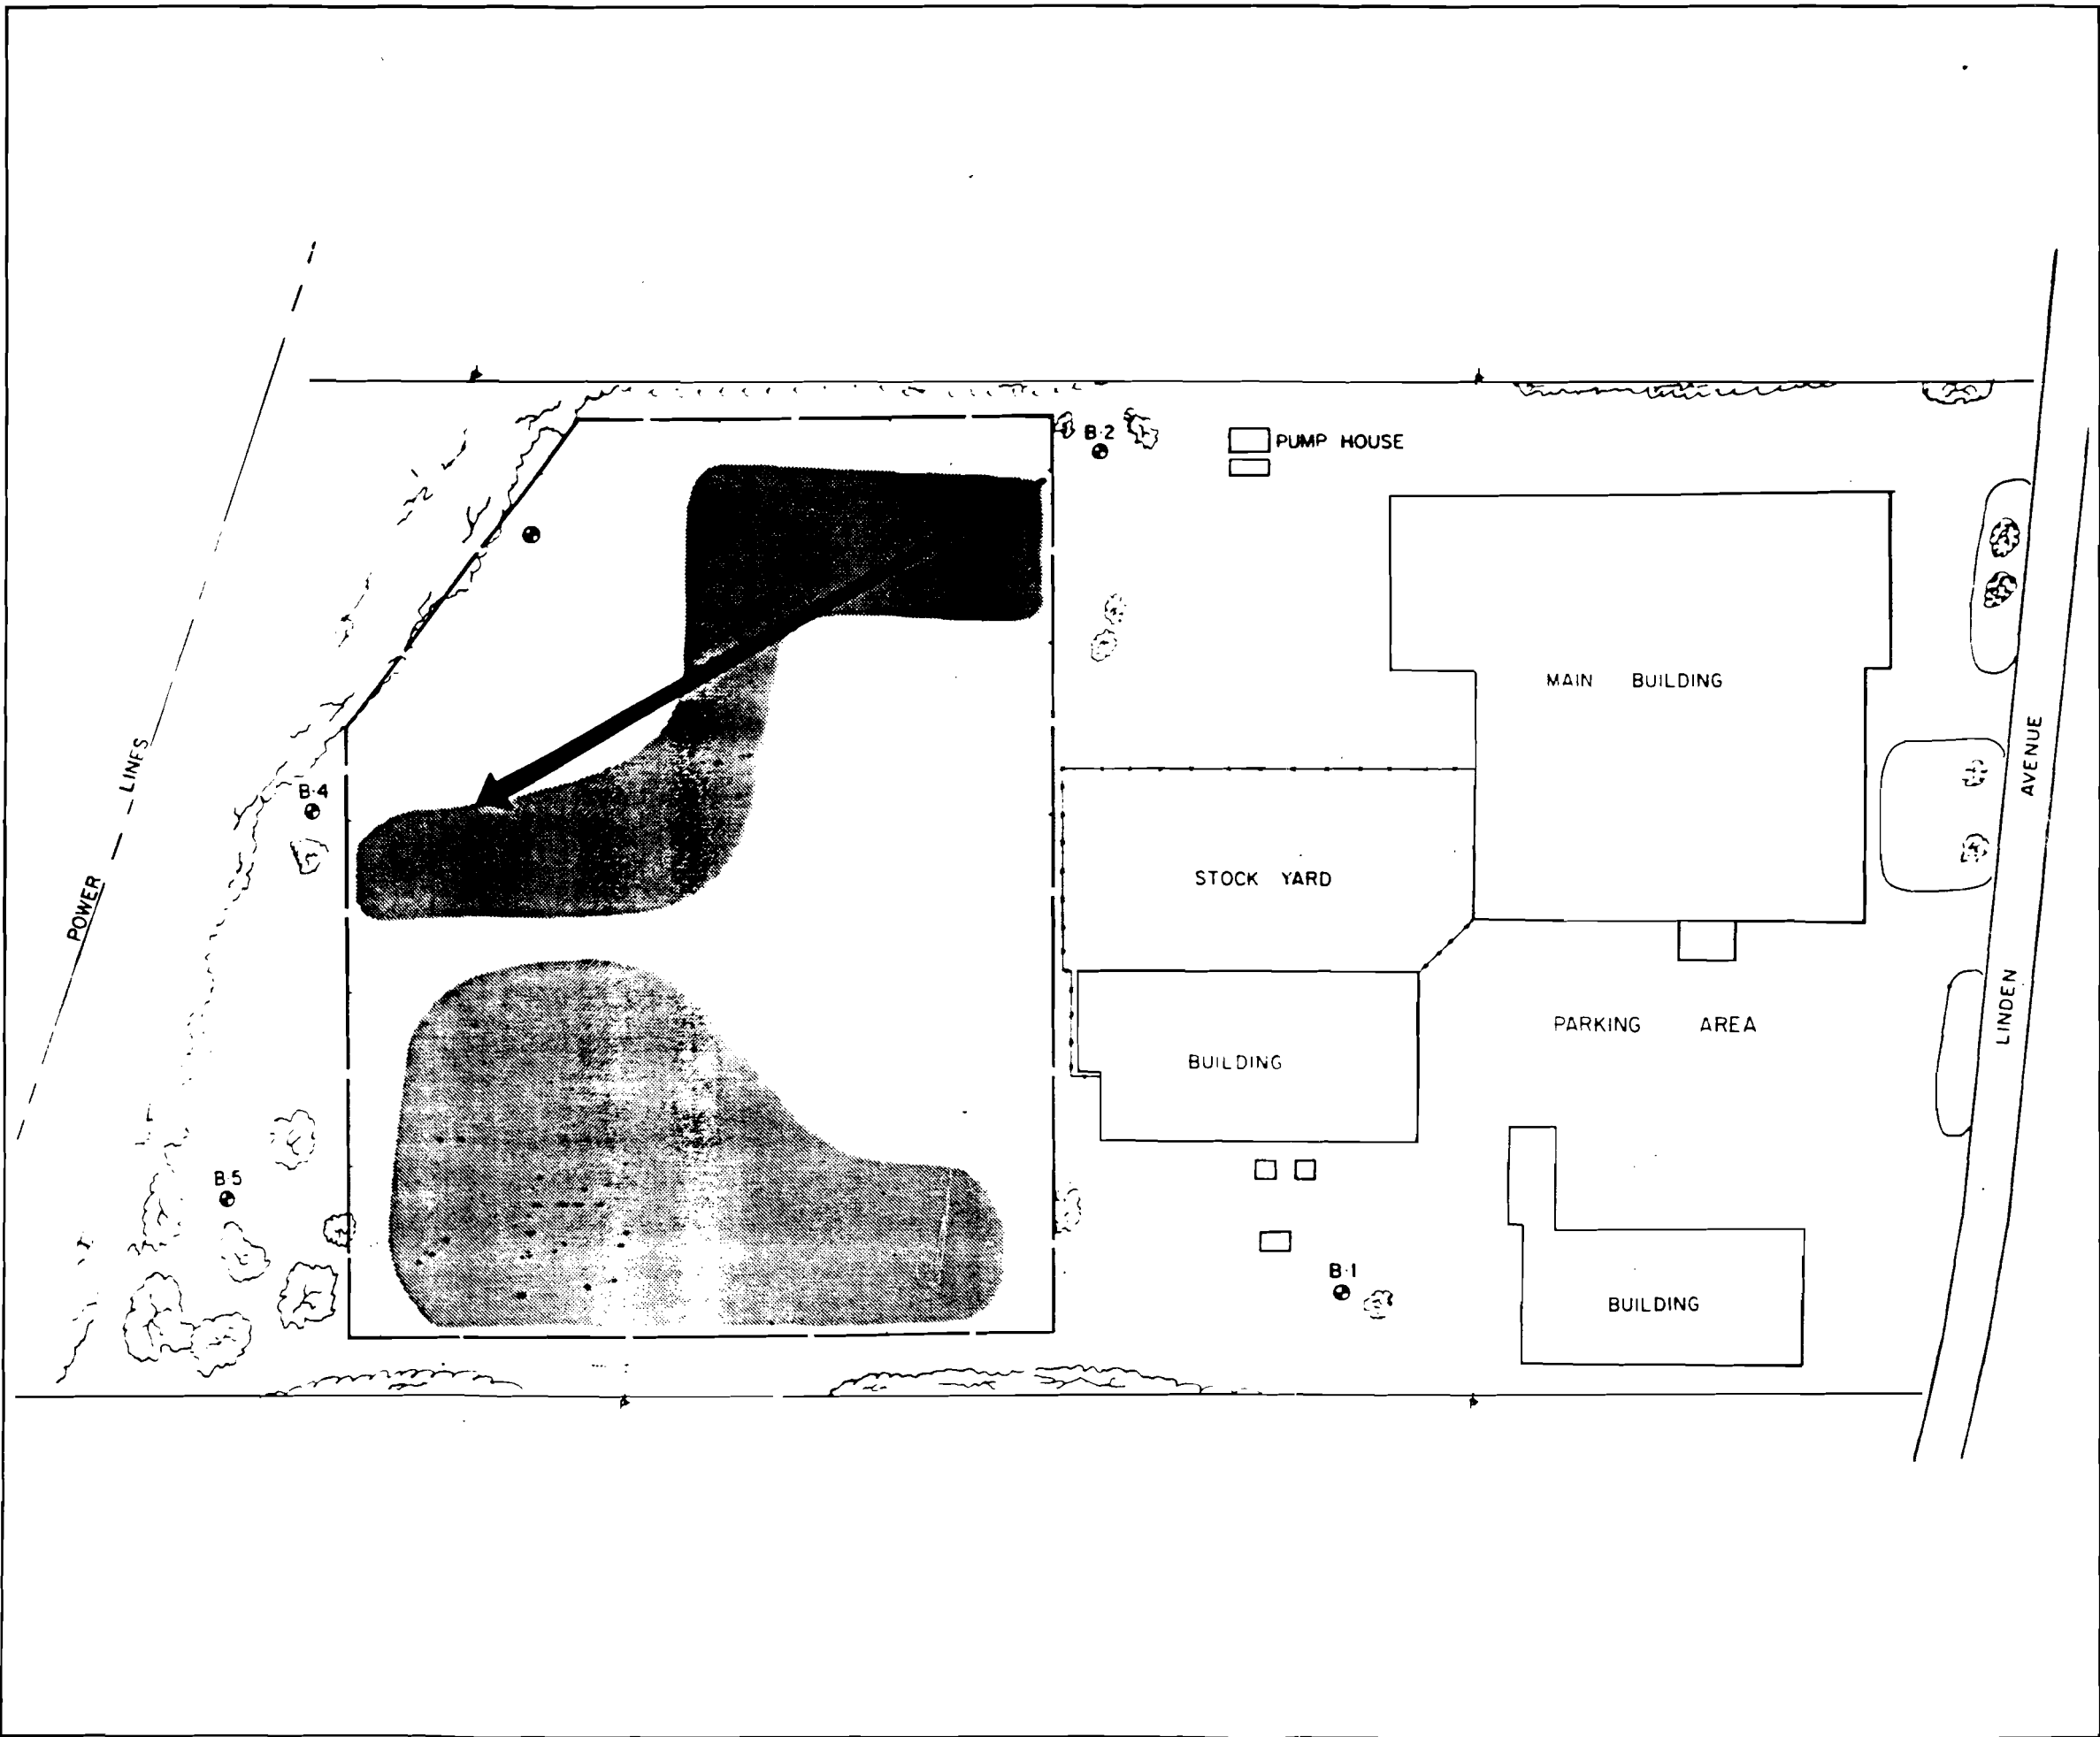 B·2
PUMP HOUSE
MAIN BUILDING
POWER LINES
B·4
LINDEN AVENUE
STOCK YARD
PARKING AREA
BUILDING
B·5
B·1
BUILDING